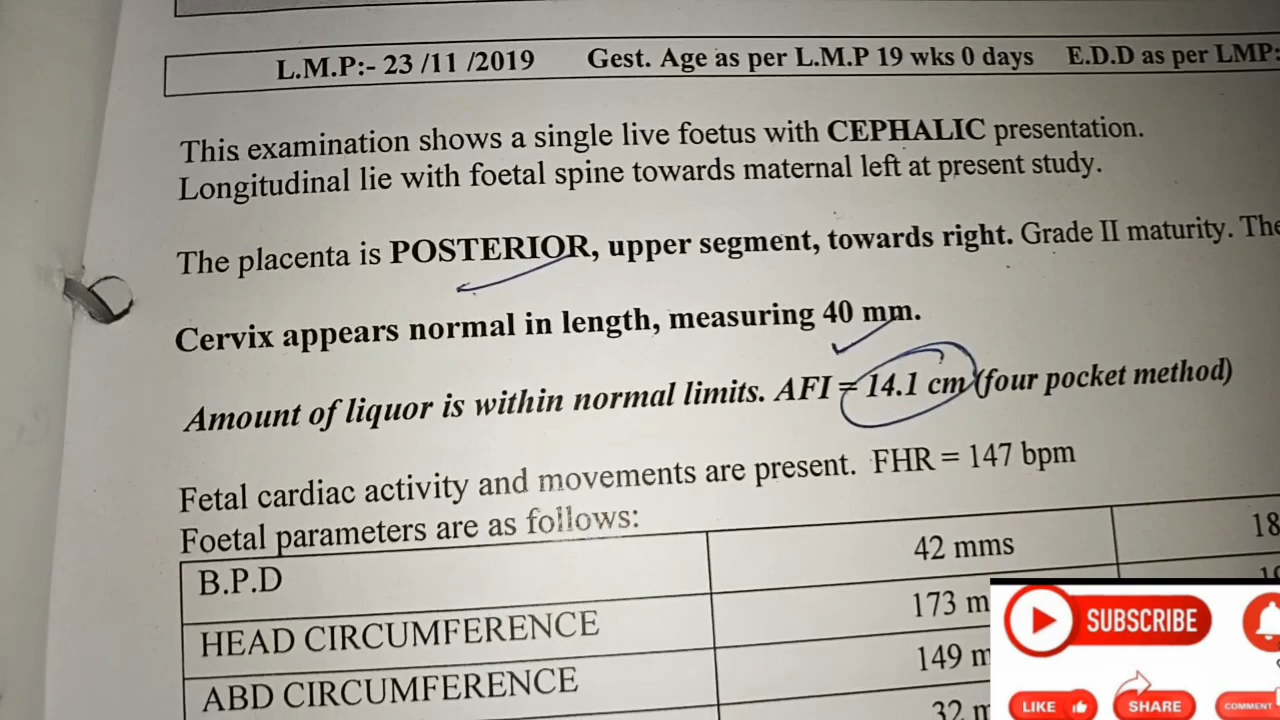 L.M.P:- 23 /11 /2019 Gest. Age as per L.M.P 19 wks 0 days E.D.D as per LMP:
This examination shows a single live foetus with CEPHALIC presentation.
Longitudinal lie with foetal spine towards maternal left at present study.
The placenta is POSTERIOR, upper segment, towards right. Grade II maturity. The
Cervix appears normal in length, measuring 40 mm.
Amount of liquor is within normal limits. AFI = 14.1 cm (four pocket method)
Fetal cardiac activity and movements are present. FHR = 147 bpm
Foetal parameters are as follows:
B.P.D 42 mms 18
HEAD CIRCUMFERENCE 173 m
ABD CIRCUMFERENCE 149 m
32 m
SUBSCRIBE
LIKE SHARE COMMENT